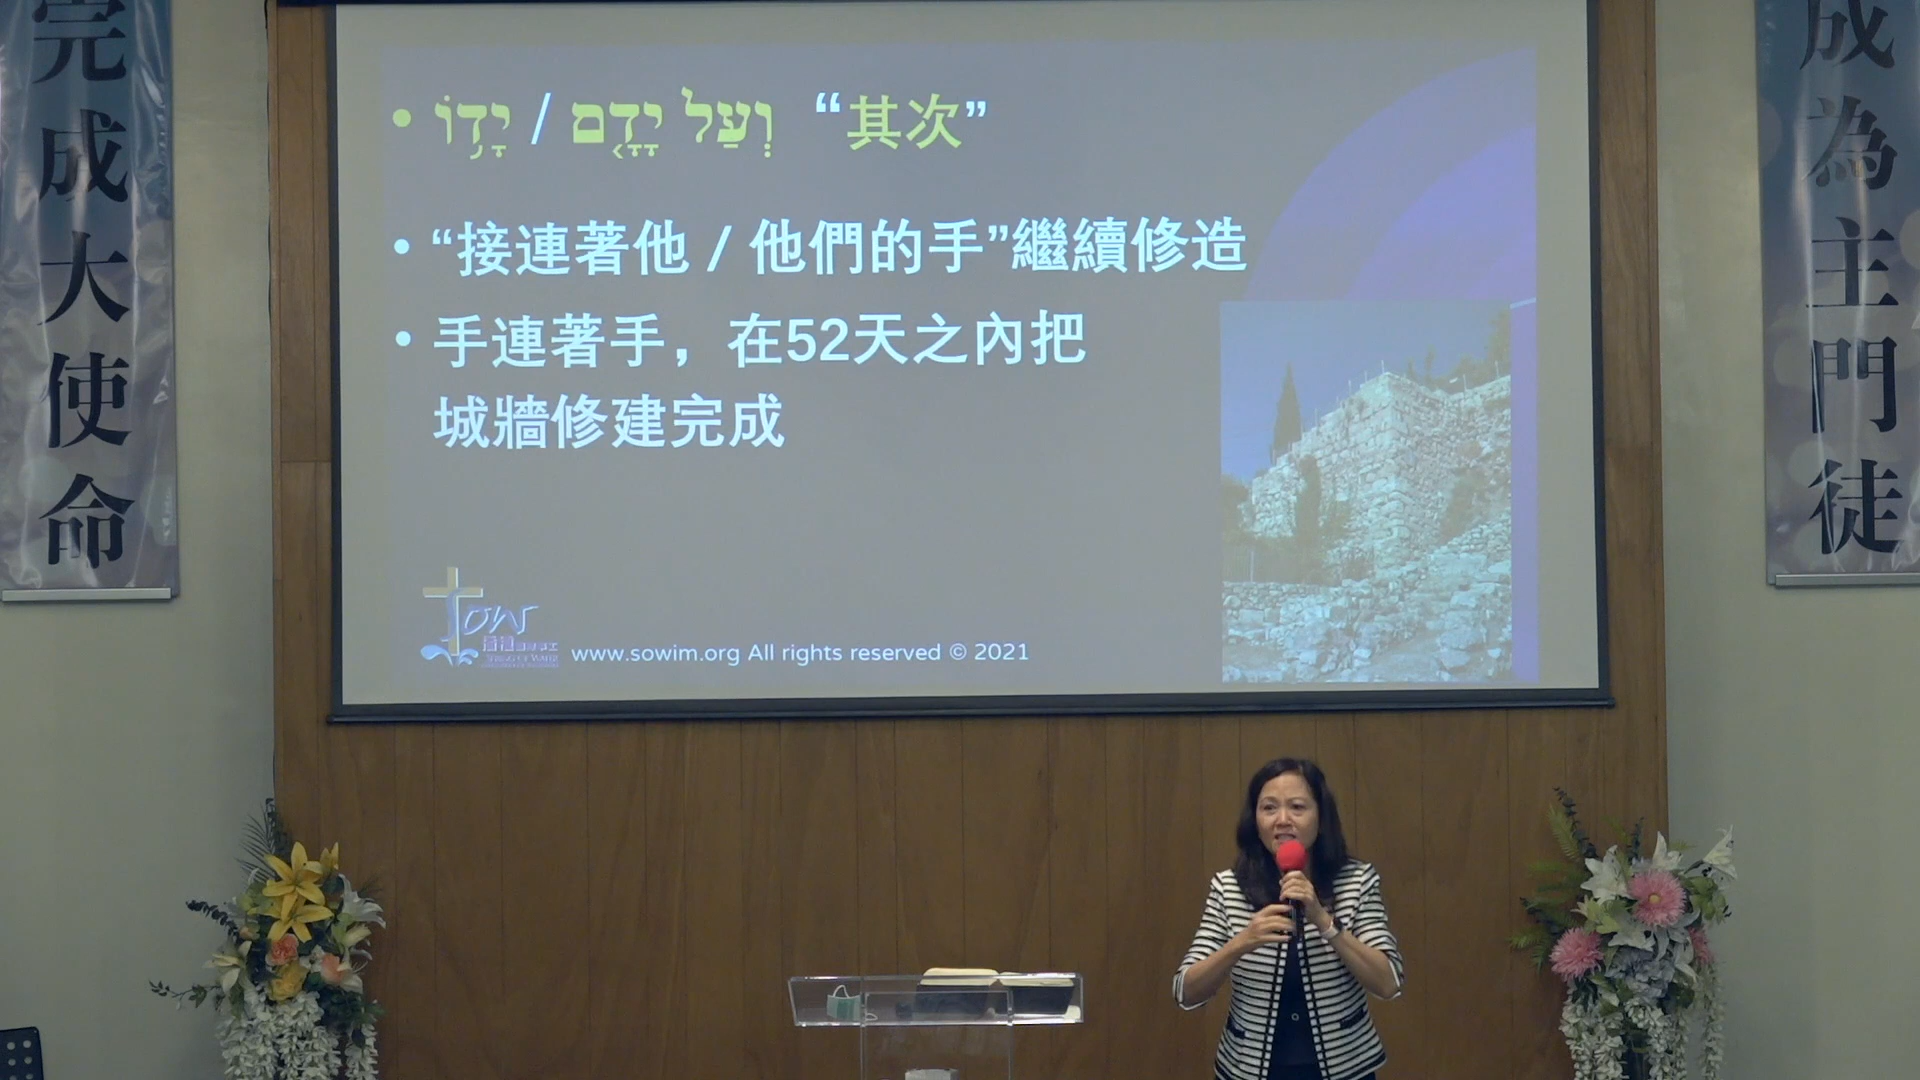 完成大使命
• וְעַל יָדָם / יָדוֹ “其次”
• “接連著他 / 他們的手”繼續修造
• 手連著手，在52天之內把
城牆修建完成
sow
www.sowim.org All rights reserved © 2021
成為主門徒